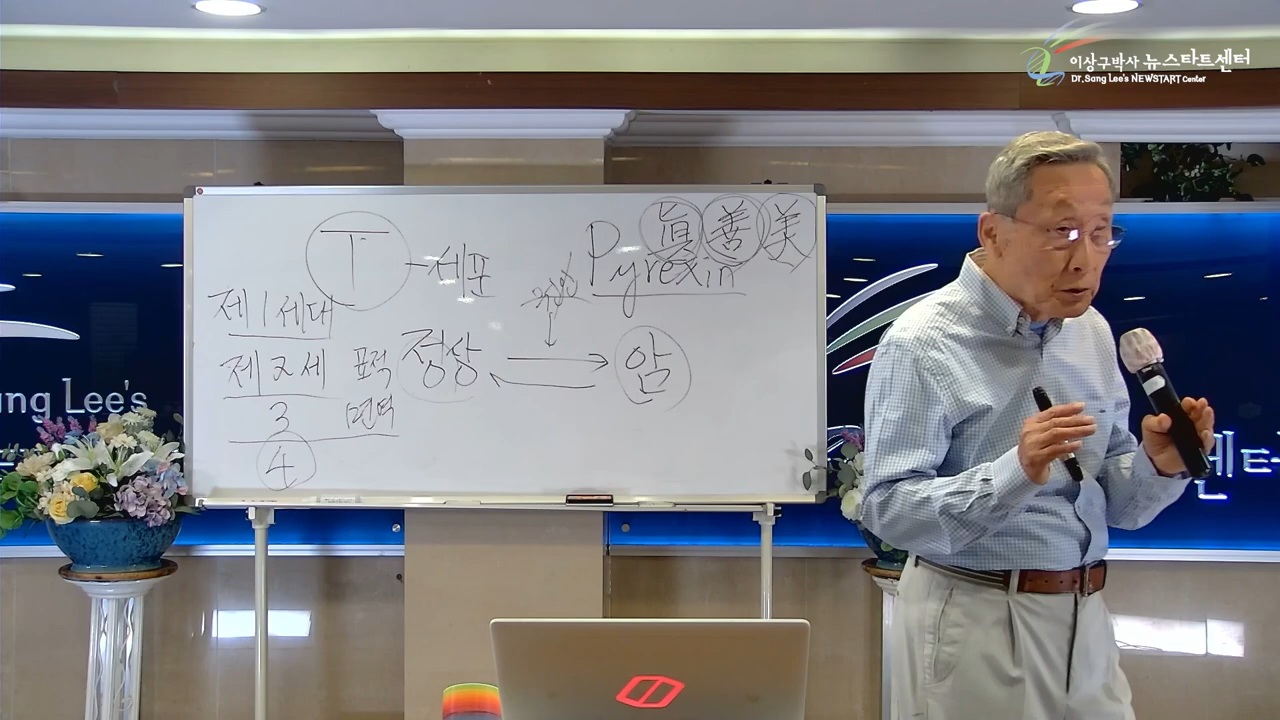 이상구박사 뉴스타트센터
Dr. Sang Lee's NEWSTART Center
眞 善 美
T-세포
Pyrexin
제1세대
정상
암
제2세 표적
3 면역
4
ung Lee's
센터